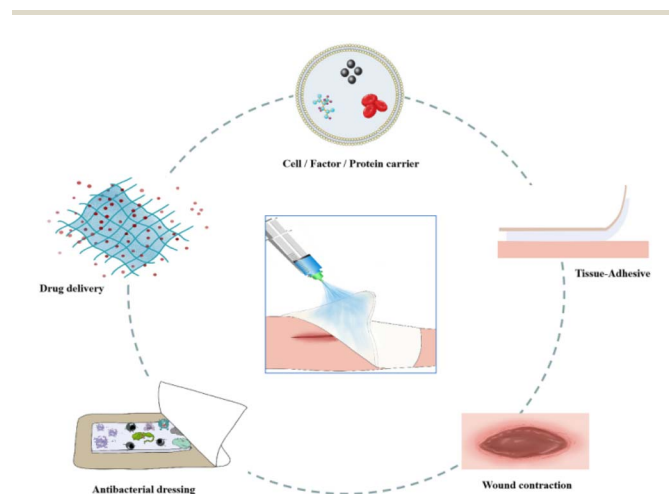 Cell / Factor / Protein carrier
Drug delivery
Tissue-Adhesive
Antibacterial dressing
Wound contraction